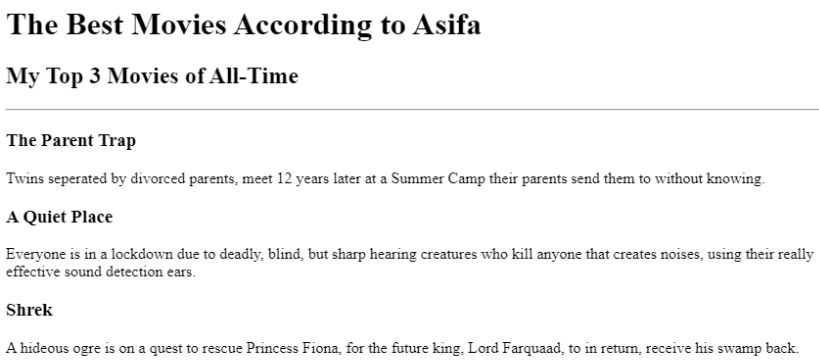 The Best Movies According to Asifa
My Top 3 Movies of All-Time
The Parent Trap
Twins seperated by divorced parents, meet 12 years later at a Summer Camp their parents send them to without knowing.
A Quiet Place
Everyone is in a lockdown due to deadly, blind, but sharp hearing creatures who kill anyone that creates noises, using their really
effective sound detection ears.
Shrek
A hideous ogre is on a quest to rescue Princess Fiona, for the future king, Lord Farquaad, to in return, receive his swamp back.